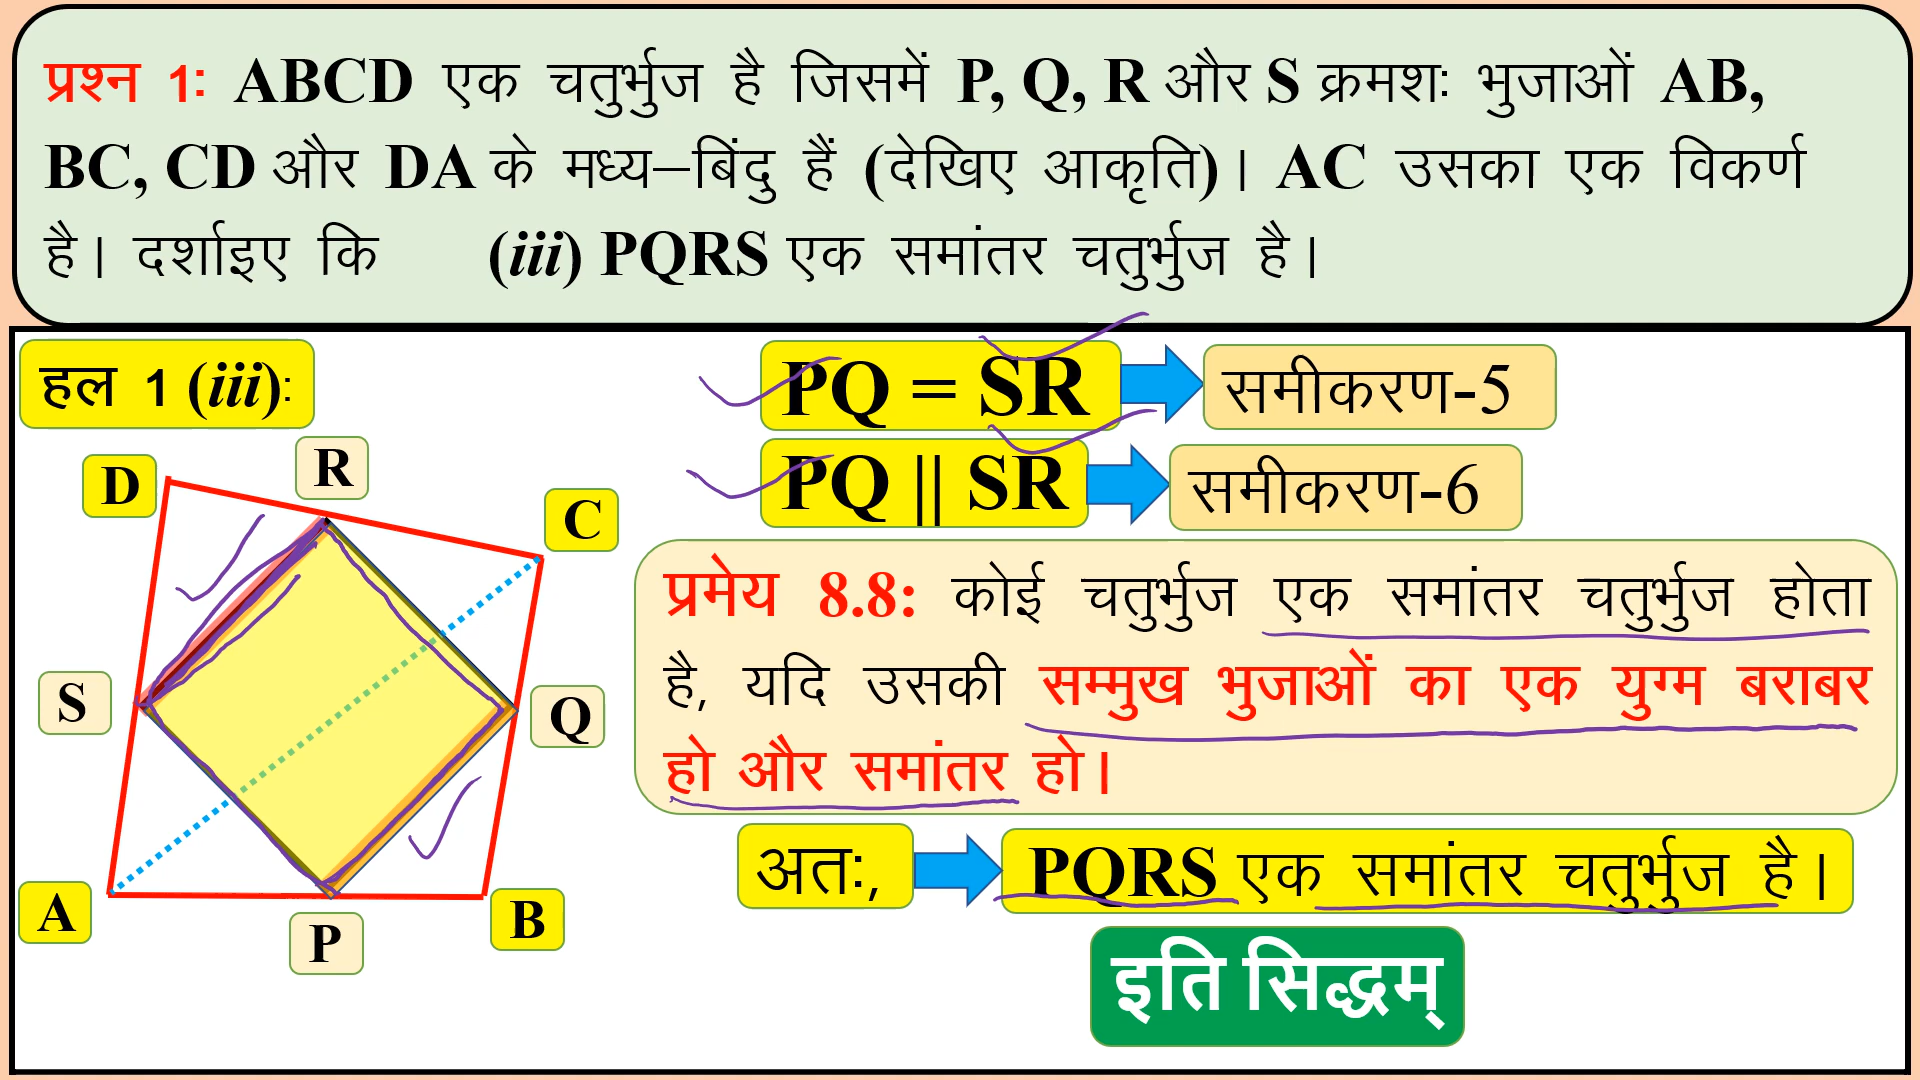 प्रश्न 1: ABCD एक चतुर्भुज है जिसमें P, Q, R और S क्रमशः भुजाओं AB,
BC, CD और DA के मध्य–बिंदु हैं (देखिए आकृति)। AC उसका एक विकर्ण
है। दर्शाइए कि (iii) PQRS एक समांतर चतुर्भुज है।
हल 1 (iii):
PQ = SR समीकरण-5
PQ || SR समीकरण-6
D
R
C
S
Q
A
P
B
प्रमेय 8.8: कोई चतुर्भुज एक समांतर चतुर्भुज होता
है, यदि उसकी सम्मुख भुजाओं का एक युग्म बराबर
हो और समांतर हो।
अतः, PQRS एक समांतर चतुर्भुज है।
इति सिद्धम्